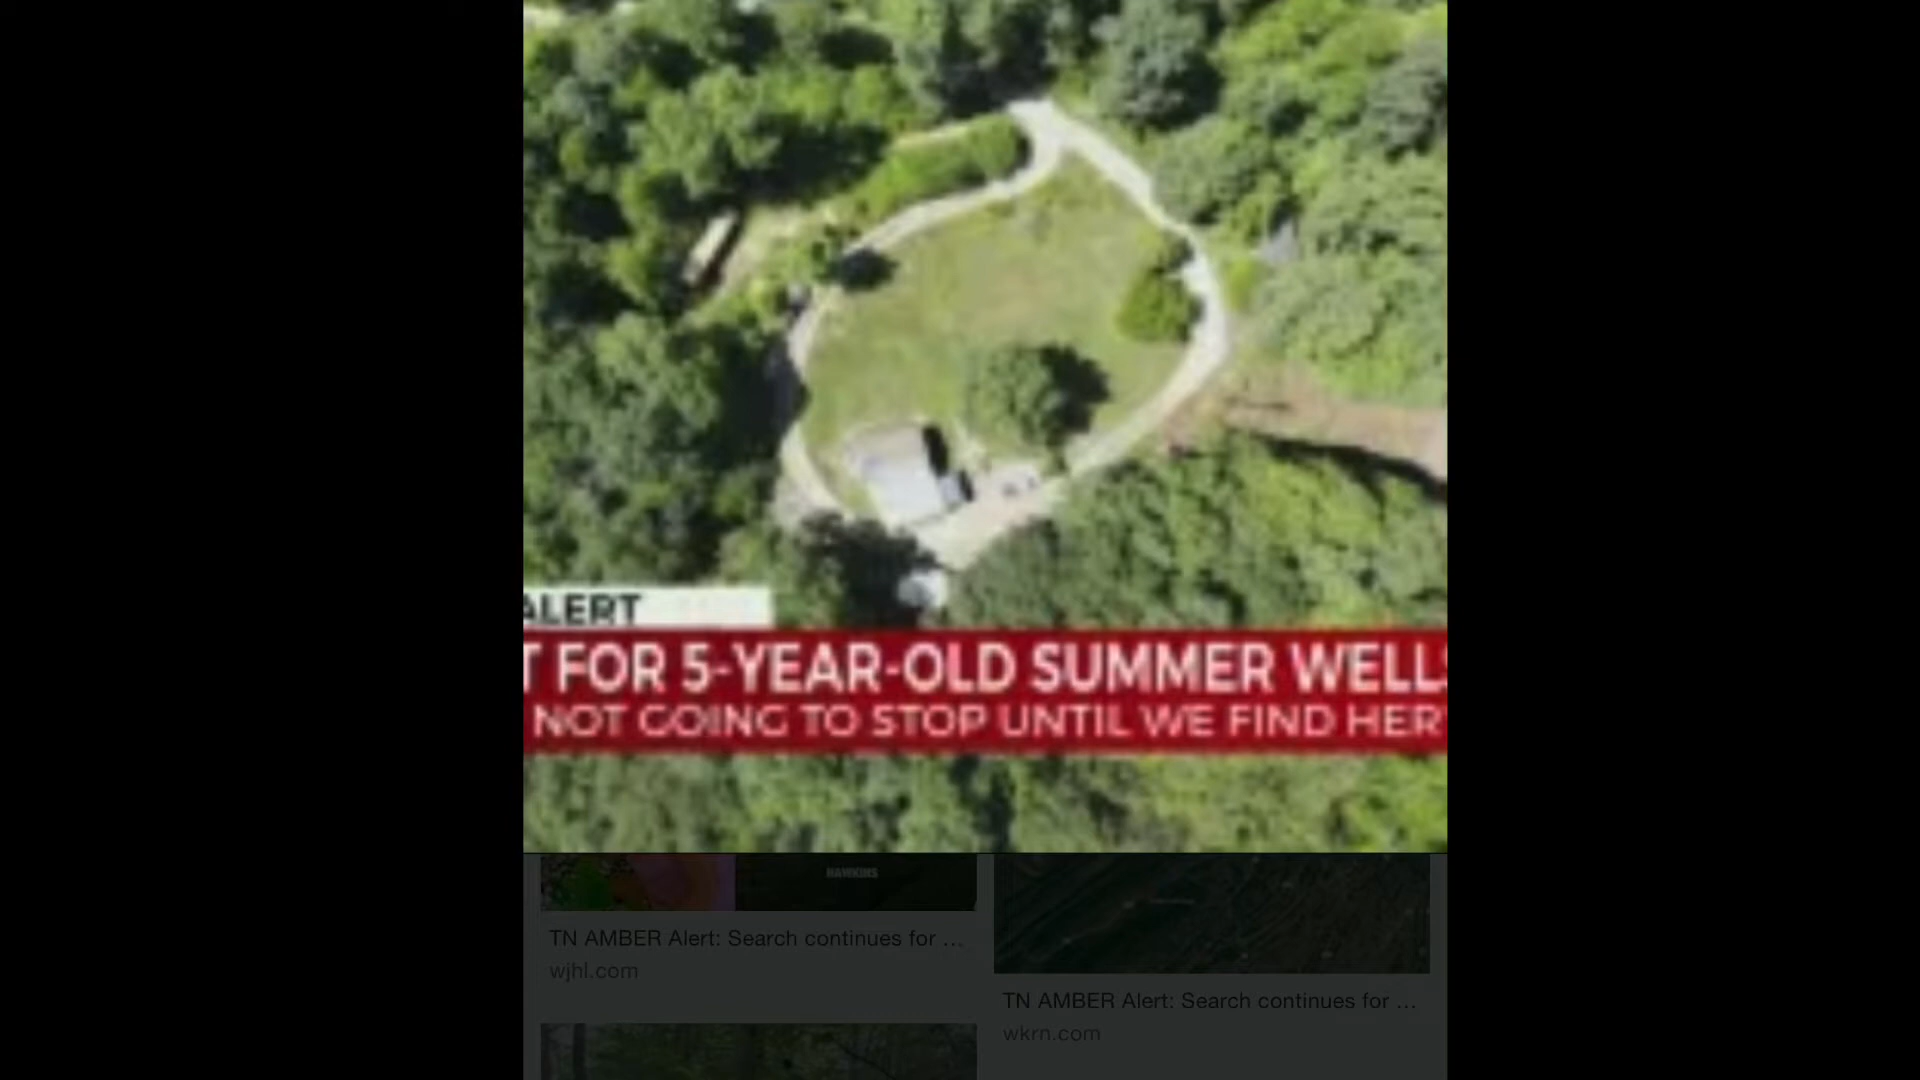 ALERT
T FOR 5-YEAR-OLD SUMMER WELLS
NOT GOING TO STOP UNTIL WE FIND HER"
HAWKINS
TN AMBER Alert: Search continues for ...
wjhl.com
TN AMBER Alert: Search continues for ...
wkrn.com